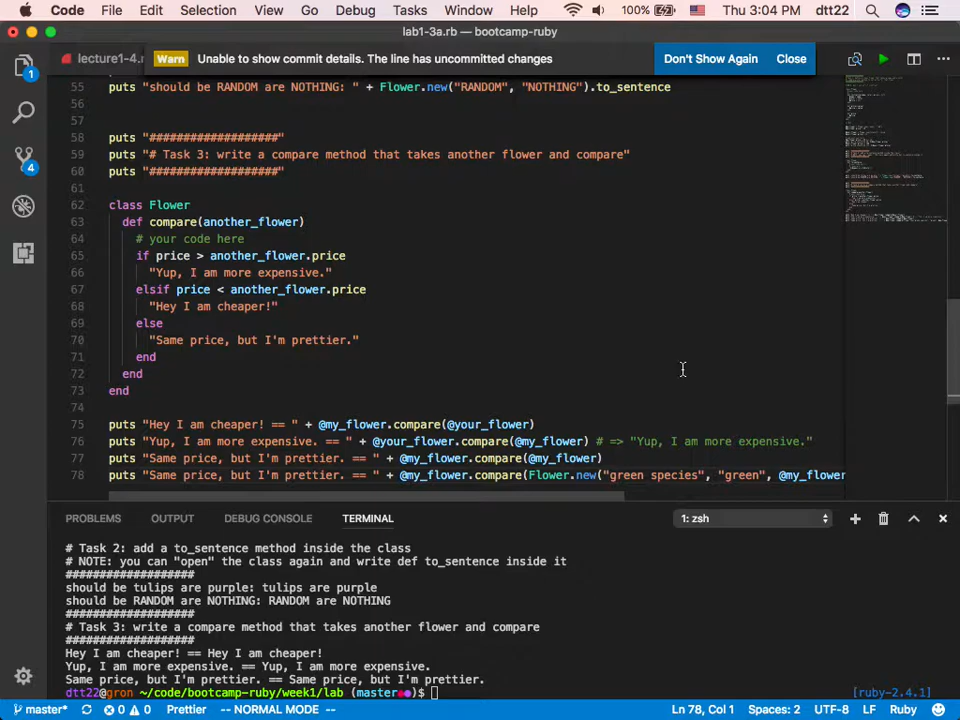 Code File Edit Selection View Go Debug Tasks Window Help 100% Thu 3:04 PM dtt22
lab1-3a.rb — bootcamp-ruby
lecture1-4.r
Warn Unable to show commit details. The line has uncommitted changes Don't Show Again Close
1
4
55 puts "should be RANDOM are NOTHING: " + Flower.new("RANDOM", "NOTHING").to_sentence
56
57
58 puts "###################"
59 puts "# Task 3: write a compare method that takes another flower and compare"
60 puts "###################"
61
62 class Flower
63 def compare(another_flower)
64 # your code here
65 if price > another_flower.price
66 "Yup, I am more expensive."
67 elsif price < another_flower.price
68 "Hey I am cheaper!"
69 else
70 "Same price, but I'm prettier."
71 end
72 end
73 end
74
75 puts "Hey I am cheaper! == " + @my_flower.compare(@your_flower)
76 puts "Yup, I am more expensive. == " + @your_flower.compare(@my_flower) # => "Yup, I am more expensive."
77 puts "Same price, but I'm prettier. == " + @my_flower.compare(@my_flower)
78 puts "Same price, but I'm prettier. == " + @my_flower.compare(Flower.new("green species", "green", @my_flower
PROBLEMS OUTPUT DEBUG CONSOLE TERMINAL 1: zsh
# Task 2: add a to_sentence method inside the class
# NOTE: you can "open" the class again and write def to_sentence inside it
###################
should be tulips are purple: tulips are purple
should be RANDOM are NOTHING: RANDOM are NOTHING
###################
# Task 3: write a compare method that takes another flower and compare
###################
Hey I am cheaper! == Hey I am cheaper!
Yup, I am more expensive. == Yup, I am more expensive.
Same price, but I'm prettier. == Same price, but I'm prettier.
dtt22@gron ~/code/bootcamp-ruby/week1/lab (master●●)$ [ruby-2.4.1]
master* 0 0 Prettier -- NORMAL MODE -- Ln 78, Col 1 Spaces: 2 UTF-8 LF Ruby